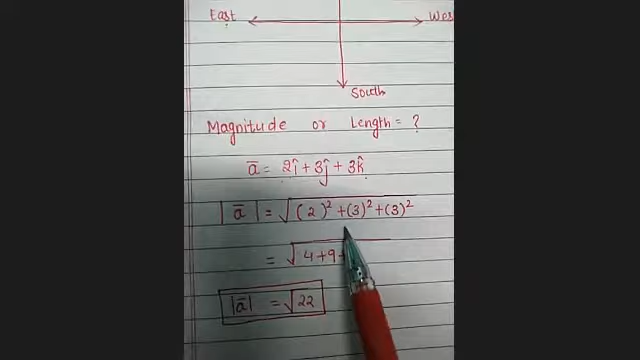 East Wes
South
Magnitude or Length = ?
a̅ = 2î + 3ĵ + 3k̂
|a̅| = √(2)² + (3)² + (3)²
= √4+9+
|a̅| = √22